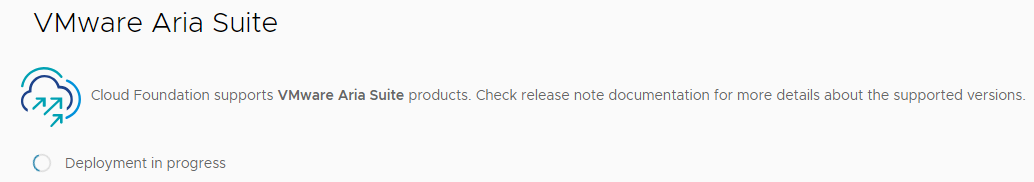 VMware Aria Suite
Cloud Foundation supports VMware Aria Suite products. Check release note documentation for more details about the supported versions.
Deployment in progress